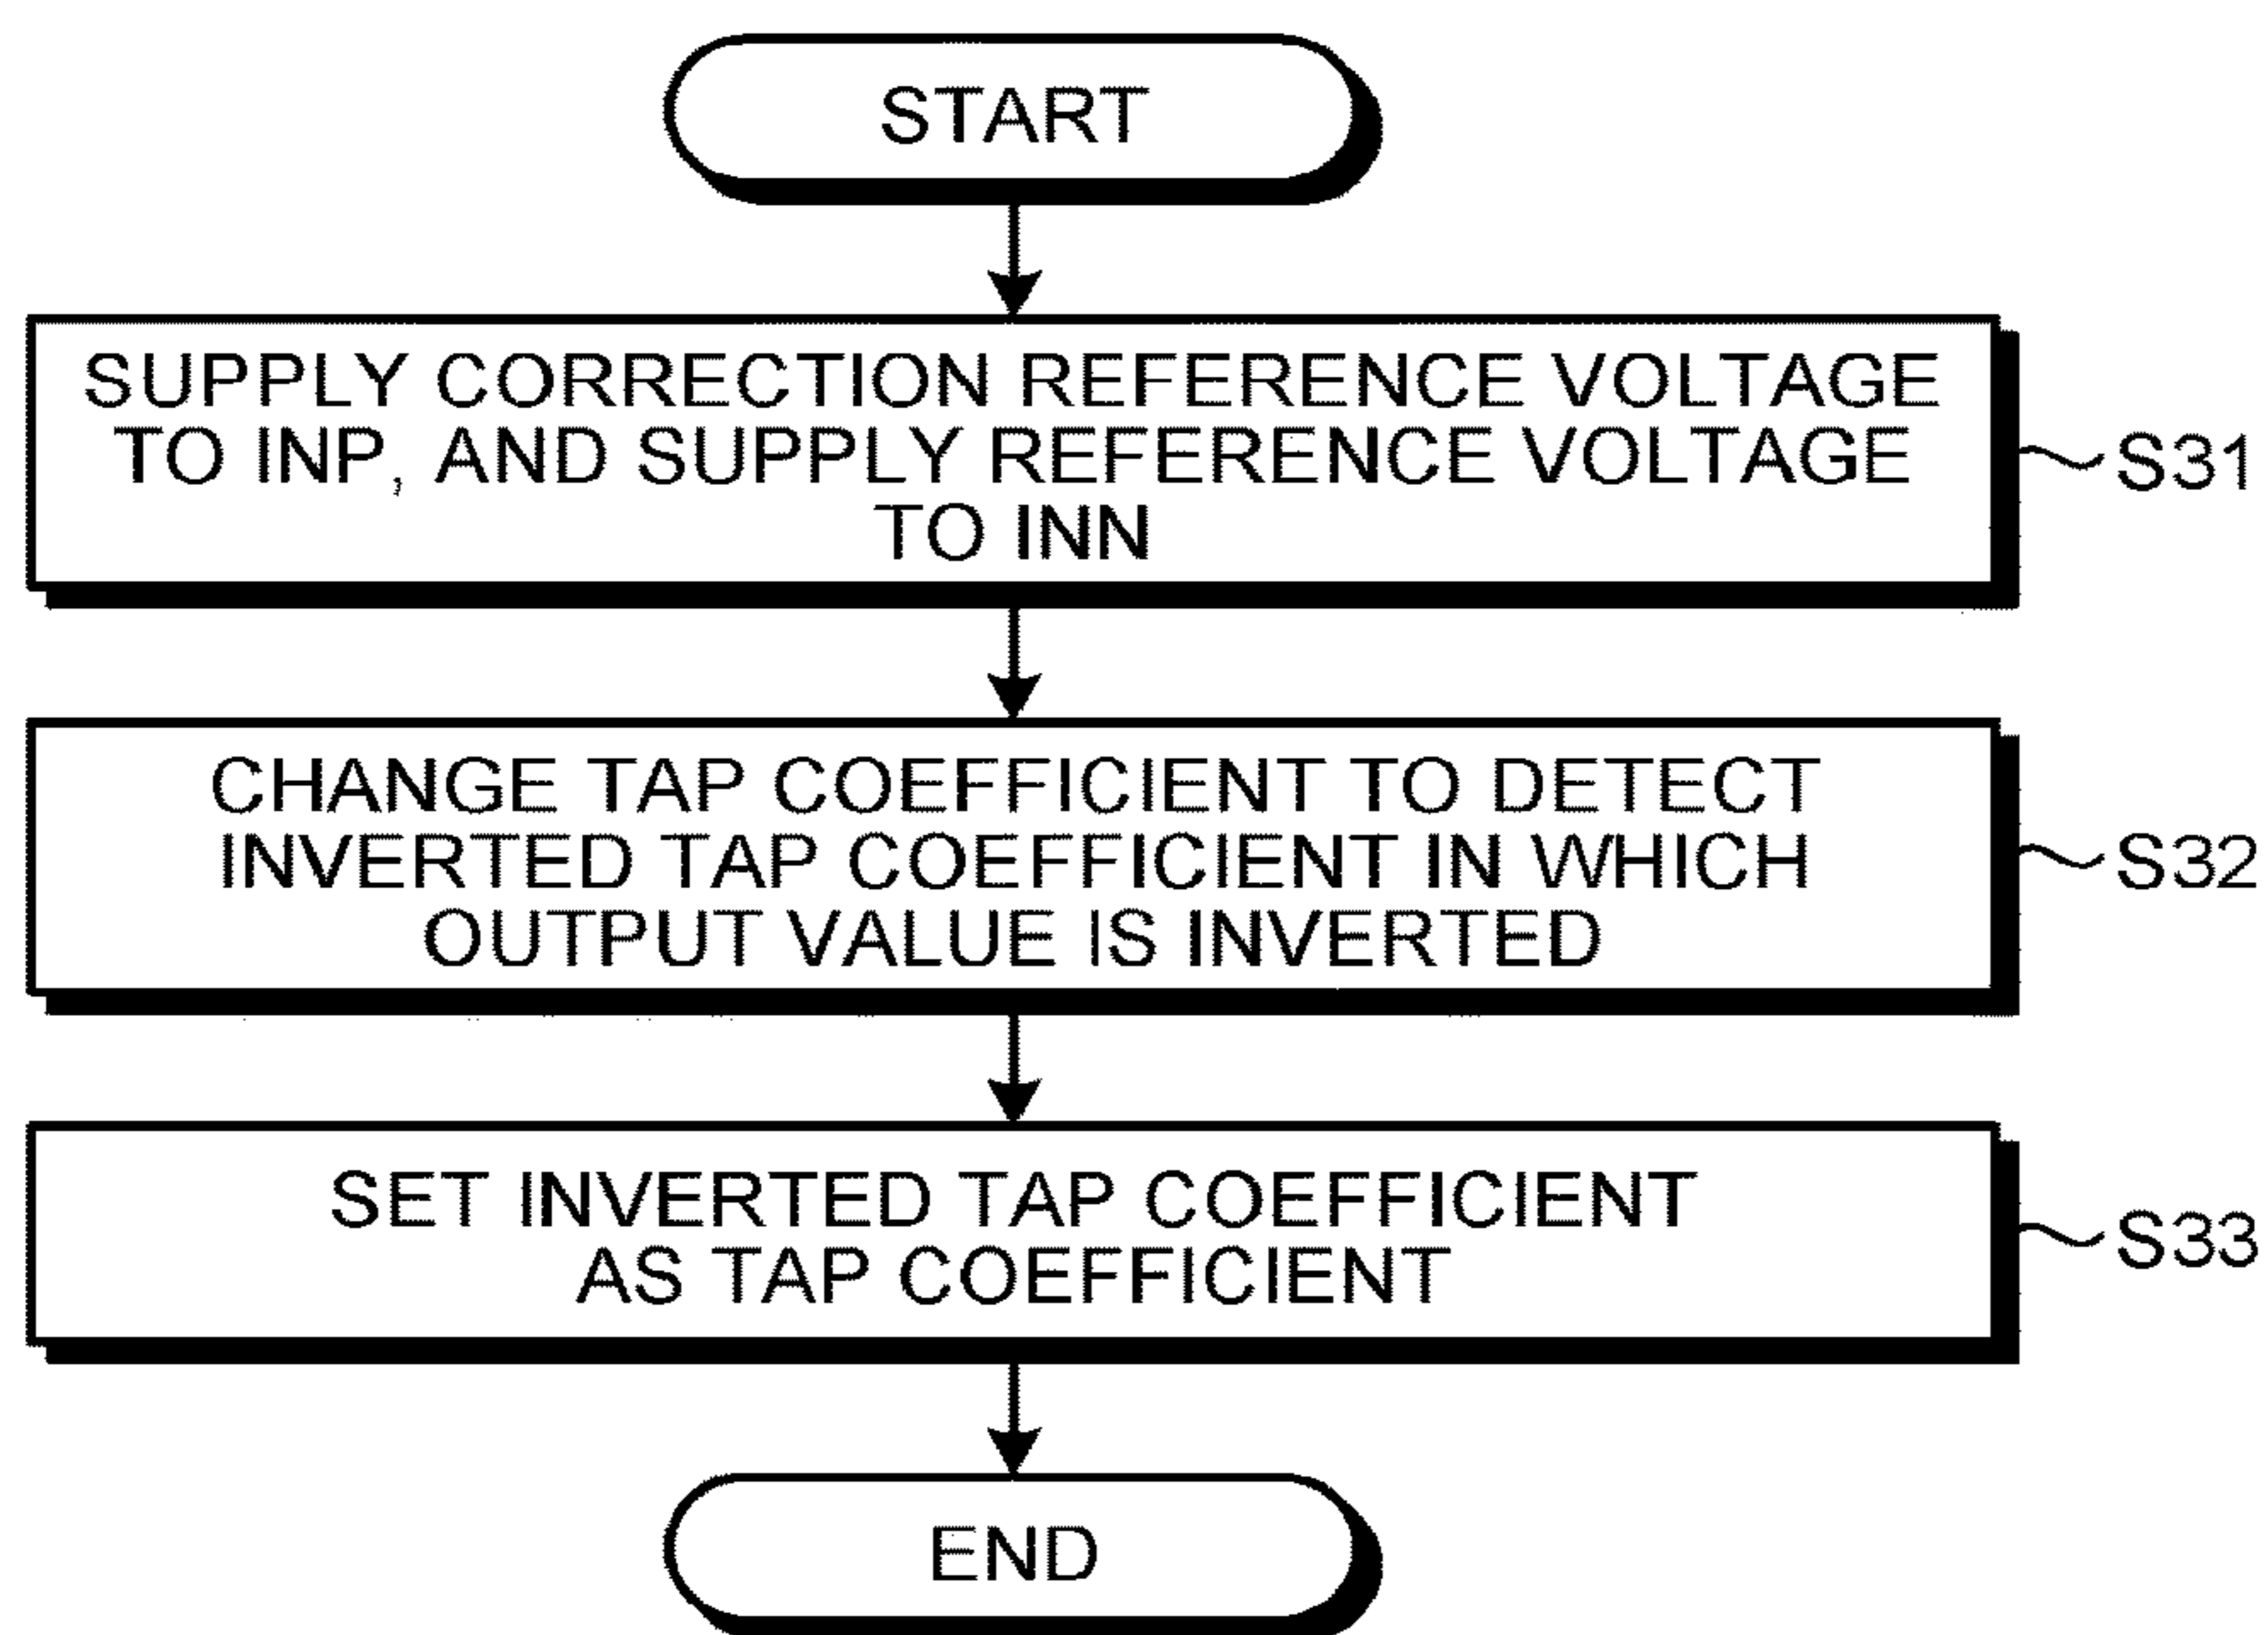 START
SUPPLY CORRECTION REFERENCE VOLTAGE
TO INP, AND SUPPLY REFERENCE VOLTAGE
TO INN
S31
CHANGE TAP COEFFICIENT TO DETECT
INVERTED TAP COEFFICIENT IN WHICH
OUTPUT VALUE IS INVERTED
S32
SET INVERTED TAP COEFFICIENT
AS TAP COEFFICIENT
S33
END